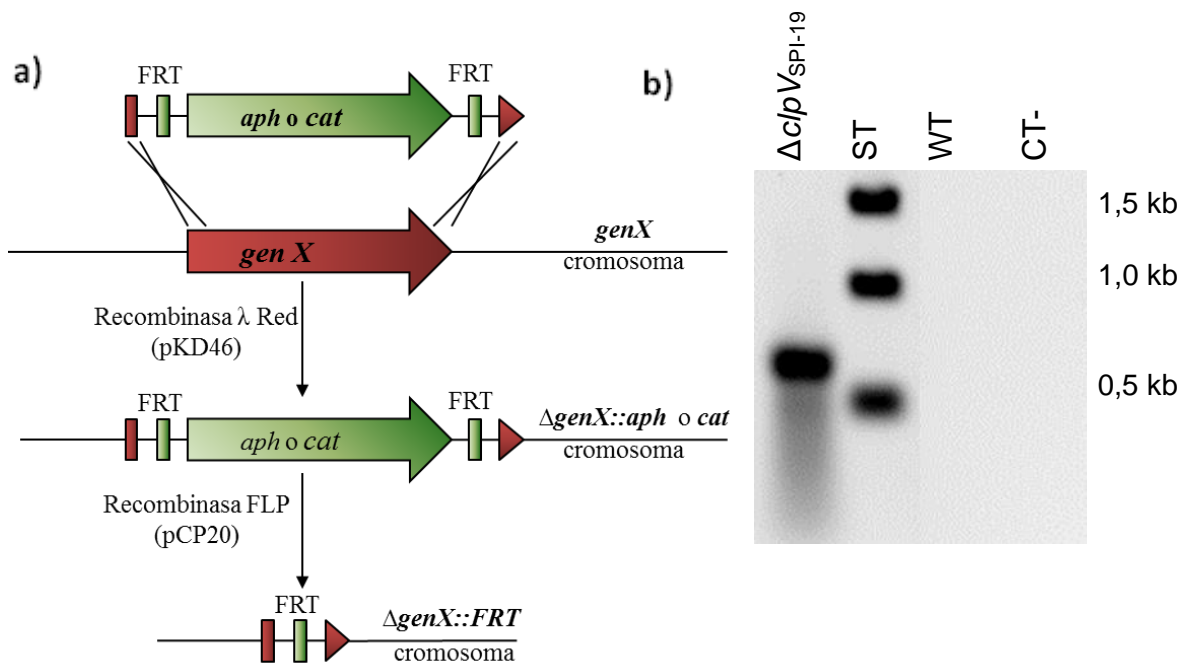 a)
FRT
FRT
aph o cat
gen X
genX
cromosoma
Recombinasa λ Red
(pKD46)
FRT
FRT
aph o cat
ΔgenX::aph o cat
cromosoma
Recombinasa FLP
(pCP20)
FRT
ΔgenX::FRT
cromosoma
b)
ΔclpVSPI-19
ST
WT
CT-
1,5 kb
1,0 kb
0,5 kb